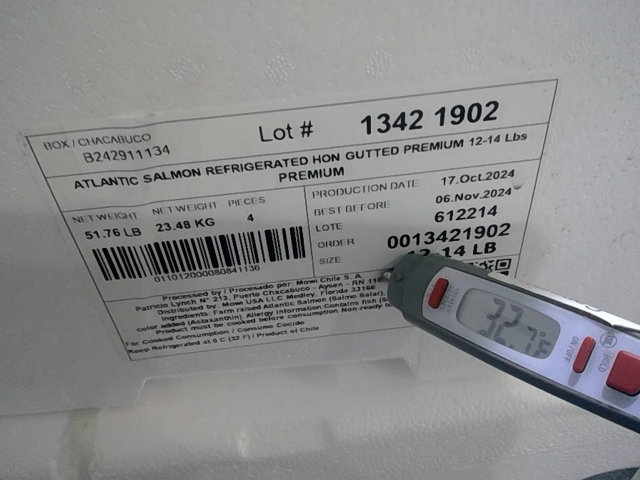 BOX / CHACABUCO
B242911134
Lot # 1342 1902
ATLANTIC SALMON REFRIGERATED HON GUTTED PREMIUM 12-14 Lbs
PREMIUM
NET WEIGHT NET WEIGHT PIECES
51.76 LB 23.48 KG 4
011012000080841136
PRODUCTION DATE 17.Oct.2024
BEST BEFORE 06.Nov.2024
LOTE 612214
ORDER 0013421902
SIZE 12-14 LB
Processed by / Procesado por: Mowi Chile S.A.
Patricio Lynch N° 213, Puerto Chacabuco - Aysen - RN
Distributed by Mowi USA LLC Medley, Florida 33166
Ingredients: Farm raised Atlantic Salmon (Salmo Salar)
color added (Astaxanthin) Allergy information: Contains fish
Product must be cooked before consumption Non-ready
For Cooked Consumption / Consumo Cocido
Keep Refrigerated at 0 C (32 F) / Product of Chile
32.7°F
ON/OFF
HOLD